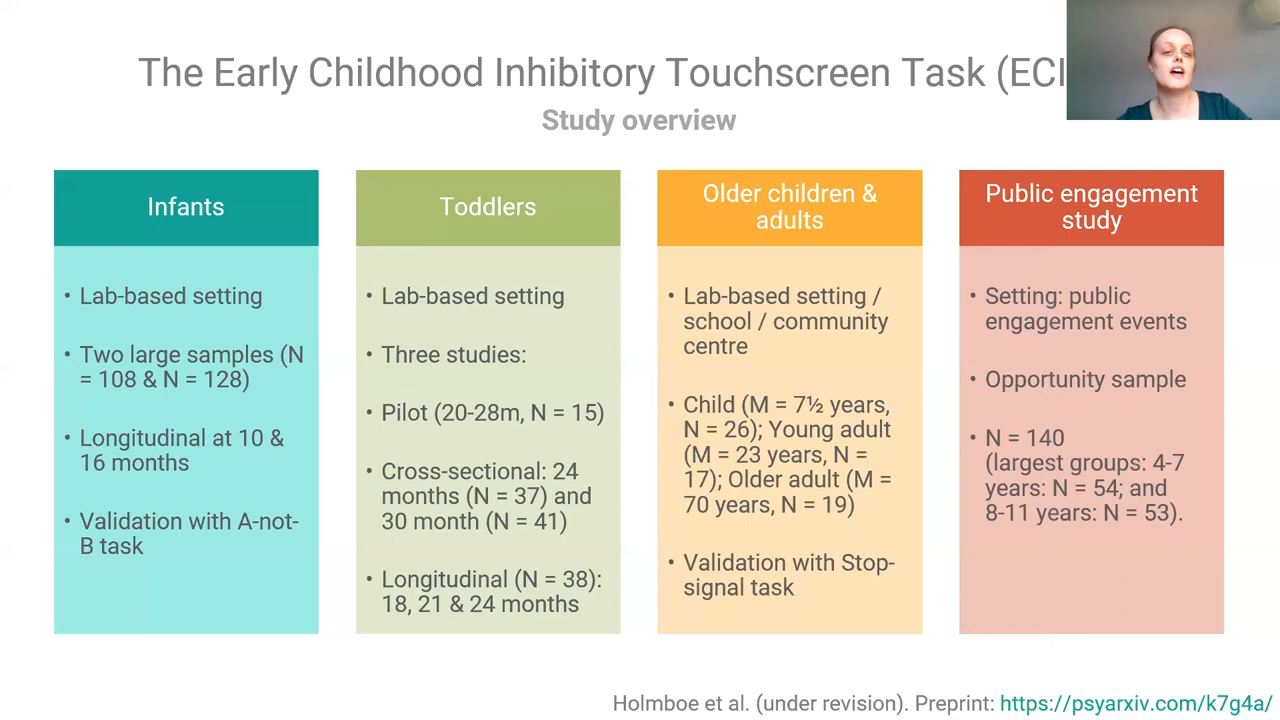 The Early Childhood Inhibitory Touchscreen Task (ECI
Study overview
Infants
• Lab-based setting
• Two large samples (N
= 108 & N = 128)
• Longitudinal at 10 &
16 months
• Validation with A-not-
B task
Toddlers
• Lab-based setting
• Three studies:
• Pilot (20-28m, N = 15)
• Cross-sectional: 24
months (N = 37) and
30 month (N = 41)
• Longitudinal (N = 38):
18, 21 & 24 months
Older children &
adults
• Lab-based setting /
school / community
centre
• Child (M = 7½ years,
N = 26); Young adult
(M = 23 years, N =
17); Older adult (M =
70 years, N = 19)
• Validation with Stop-
signal task
Public engagement
study
• Setting: public
engagement events
• Opportunity sample
• N = 140
(largest groups: 4-7
years: N = 54; and
8-11 years: N = 53).
Holmboe et al. (under revision). Preprint: https://psyarxiv.com/k7g4a/